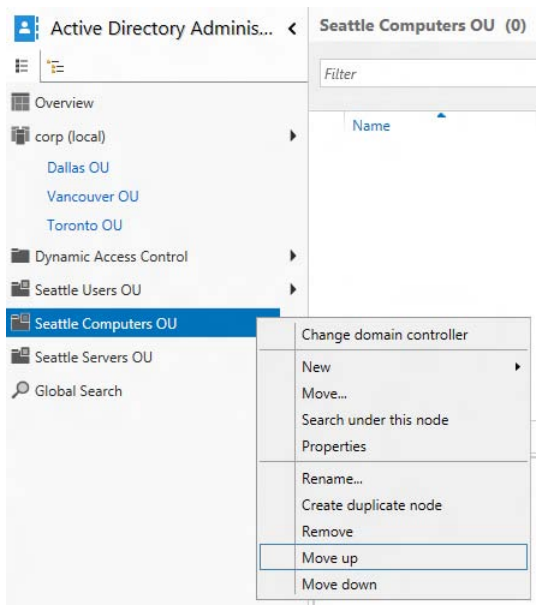 Active Directory Adminis...
Seattle Computers OU (0)
Filter
Name
Overview
corp (local)
Dallas OU
Vancouver OU
Toronto OU
Dynamic Access Control
Seattle Users OU
Seattle Computers OU
Seattle Servers OU
Global Search
Change domain controller
New
Move...
Search under this node
Properties
Rename...
Create duplicate node
Remove
Move up
Move down